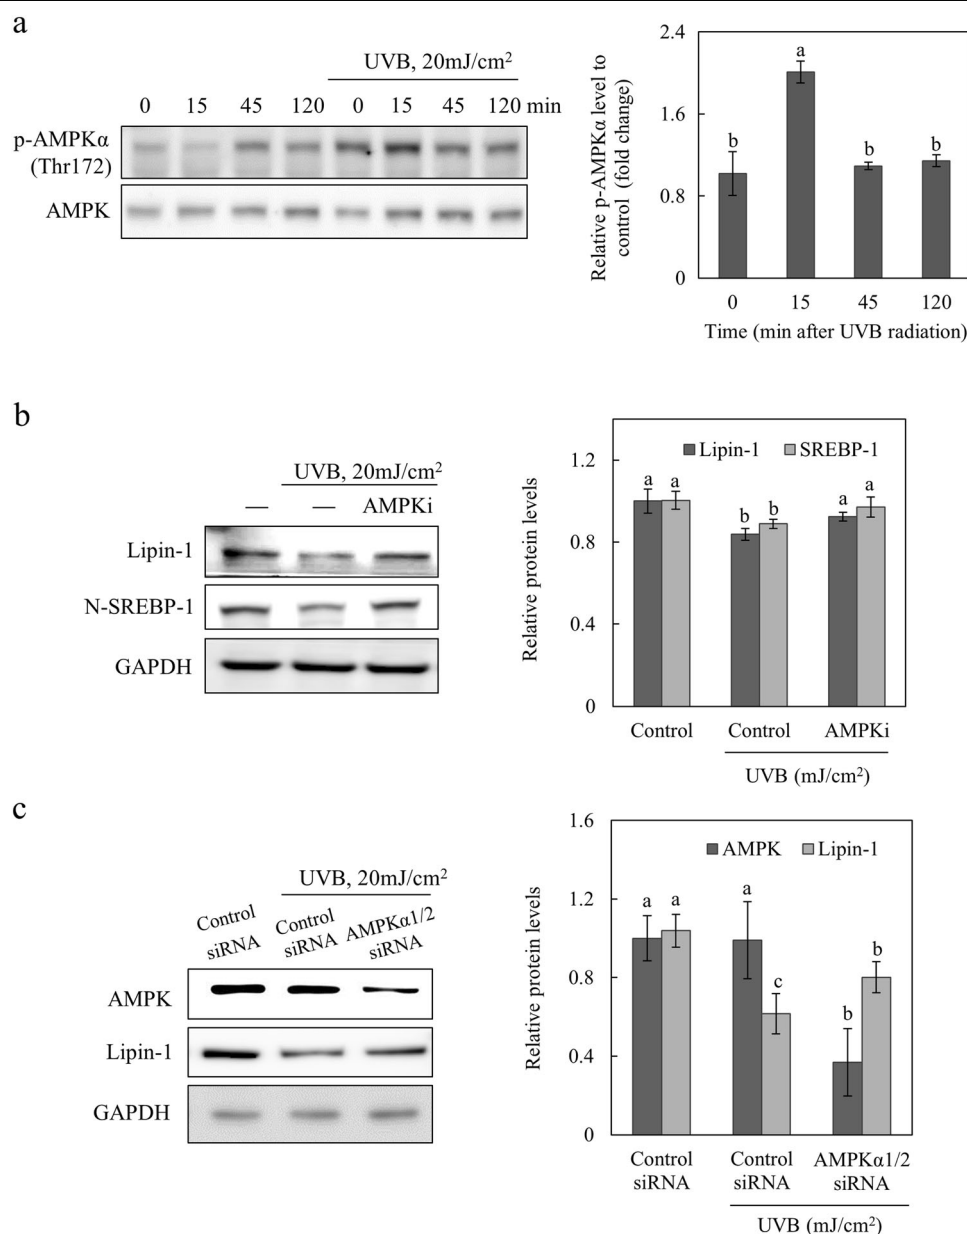 a
UVB, 20mJ/cm²
0 15 45 120 0 15 45 120 min
p-AMPKα
(Thr172)
AMPK
Relative p-AMPKα level to
control (fold change)
2.4
1.6
0.8
0
b a b b
0 15 45 120
Time (min after UVB radiation)
b
UVB, 20mJ/cm²
— — AMPKi
Lipin-1
N-SREBP-1
GAPDH
Relative protein levels
1.2
0.8
0.4
0
Lipin-1 SREBP-1
a a b b a a
Control Control AMPKi
UVB (mJ/cm²)
c
UVB, 20mJ/cm²
Control
siRNA
Control
siRNA
AMPKα1/2
siRNA
AMPK
Lipin-1
GAPDH
Relative protein levels
1.6
1.2
0.8
0.4
0
AMPK Lipin-1
a a a c b b
Control
siRNA
Control
siRNA
AMPKα1/2
siRNA
UVB (mJ/cm²)